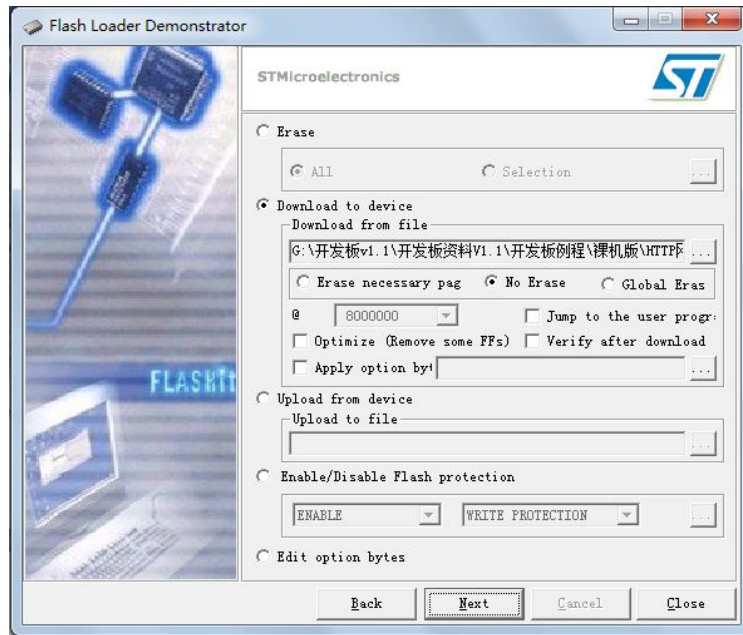 Flash Loader Demonstrator
STMicroelectronics
ST
Erase
All Selection ...
Download to device
Download from file
G:\开发板v1.1\开发板资料V1.1\开发板例程\裸机版\HTTP ...
Erase necessary pag No Erase Global Eras
@ 8000000 Jump to the user progr
Optimize (Remove some FFs) Verify after download
Apply option by ...
FLASHit
Upload from device
Upload to file
...
Enable/Disable Flash protection
ENABLE WRITE PROTECTION ...
Edit option bytes
Back Next Cancel Close